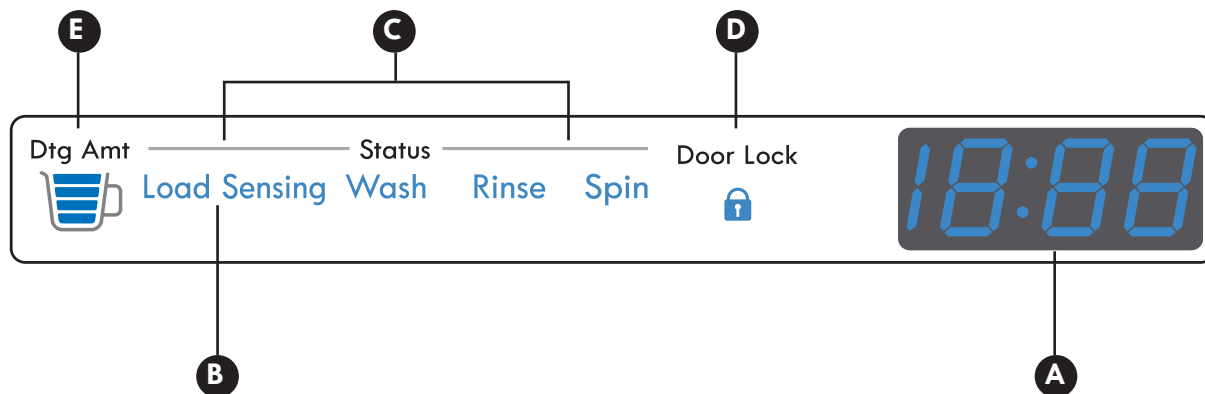 E C D
Dtg Amt Status Door Lock
Load Sensing Wash Rinse Spin
18:88
B A